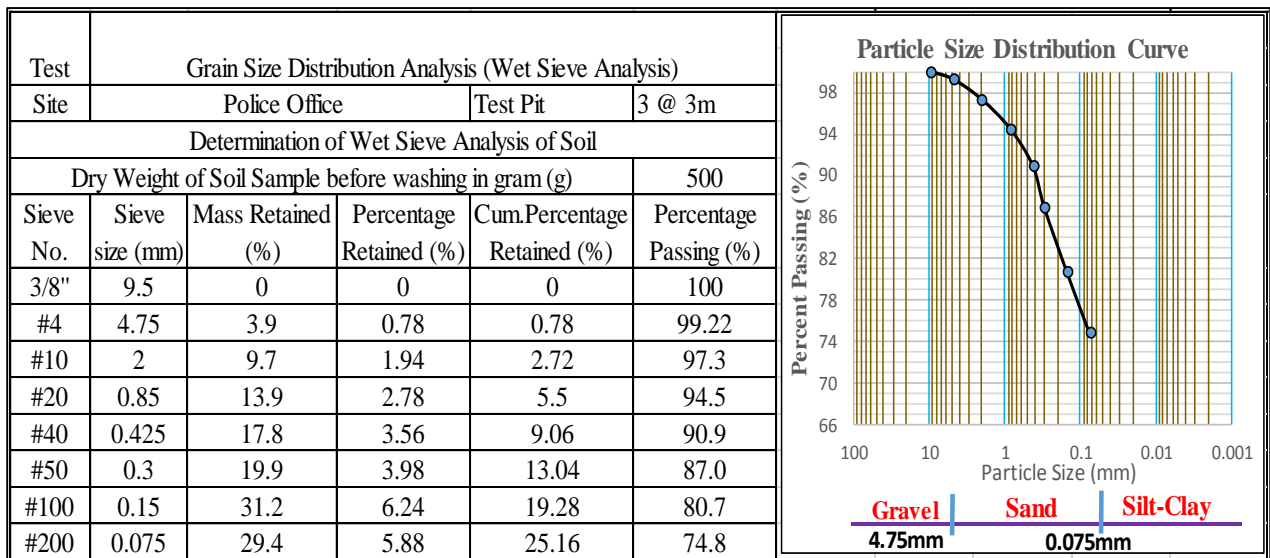 Test Grain Size Distribution Analysis (Wet Sieve Analysis)
Site Police Office Test Pit 3 @ 3m
Determination of Wet Sieve Analysis of Soil
Dry Weight of Soil Sample before washing in gram (g) 500
Sieve Sieve Mass Retained Percentage Cum.Percentage Percentage
No. size (mm) (%) Retained (%) Retained (%) Passing (%)
3/8" 9.5 0 0 0 100
#4 4.75 3.9 0.78 0.78 99.22
#10 2 9.7 1.94 2.72 97.3
#20 0.85 13.9 2.78 5.5 94.5
#40 0.425 17.8 3.56 9.06 90.9
#50 0.3 19.9 3.98 13.04 87.0
#100 0.15 31.2 6.24 19.28 80.7
#200 0.075 29.4 5.88 25.16 74.8
Particle Size Distribution Curve
Percent Passing (%)
98
94
90
86
82
78
74
70
66
100 10 1 0.1 0.01 0.001
Particle Size (mm)
Gravel Sand Silt-Clay
4.75mm 0.075mm